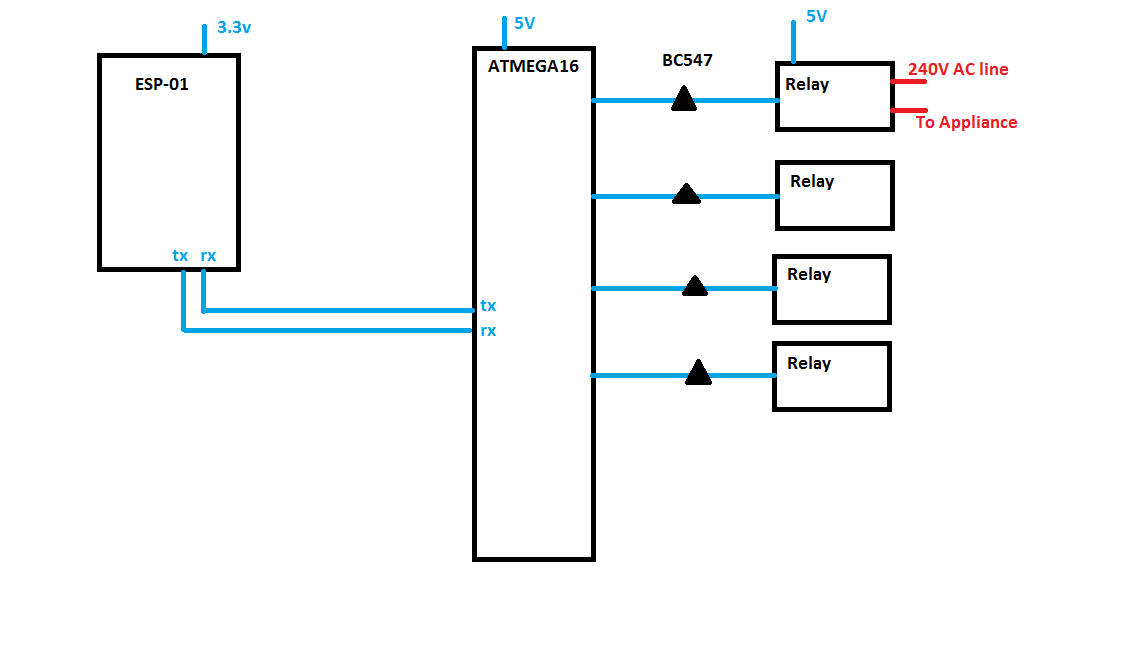 3.3v
5V
5V
ESP-01
ATMEGA16
BC547
Relay
240V AC line
To Appliance
Relay
tx rx
Relay
tx
rx
Relay